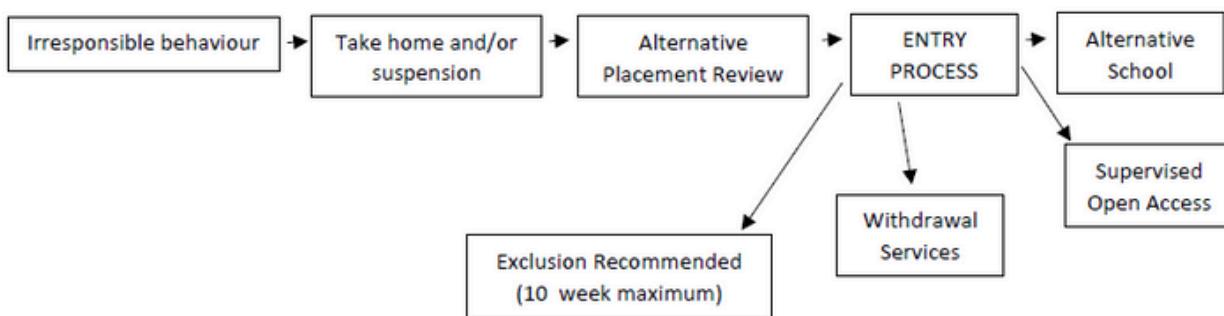 Irresponsible behaviour
Take home and/or
suspension
Alternative
Placement Review
ENTRY
PROCESS
Alternative
School
Supervised
Open Access
Withdrawal
Services
Exclusion Recommended
(10 week maximum)